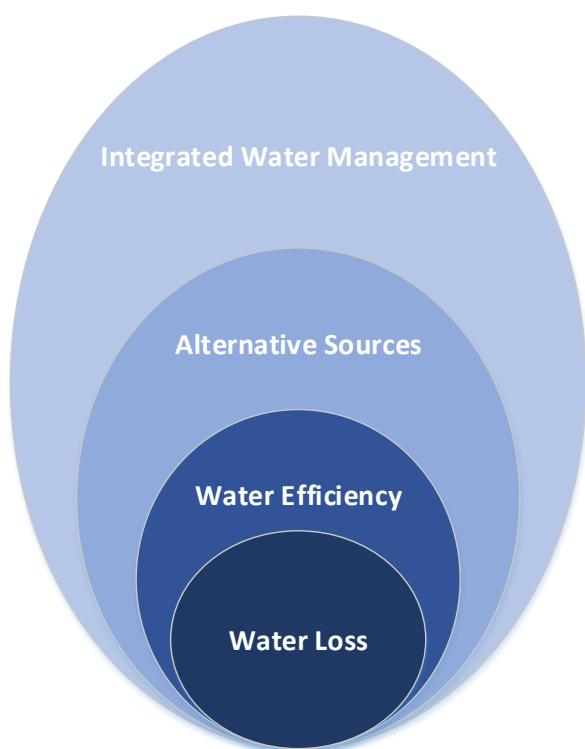 Integrated Water Management
Alternative Sources
Water Efficiency
Water Loss